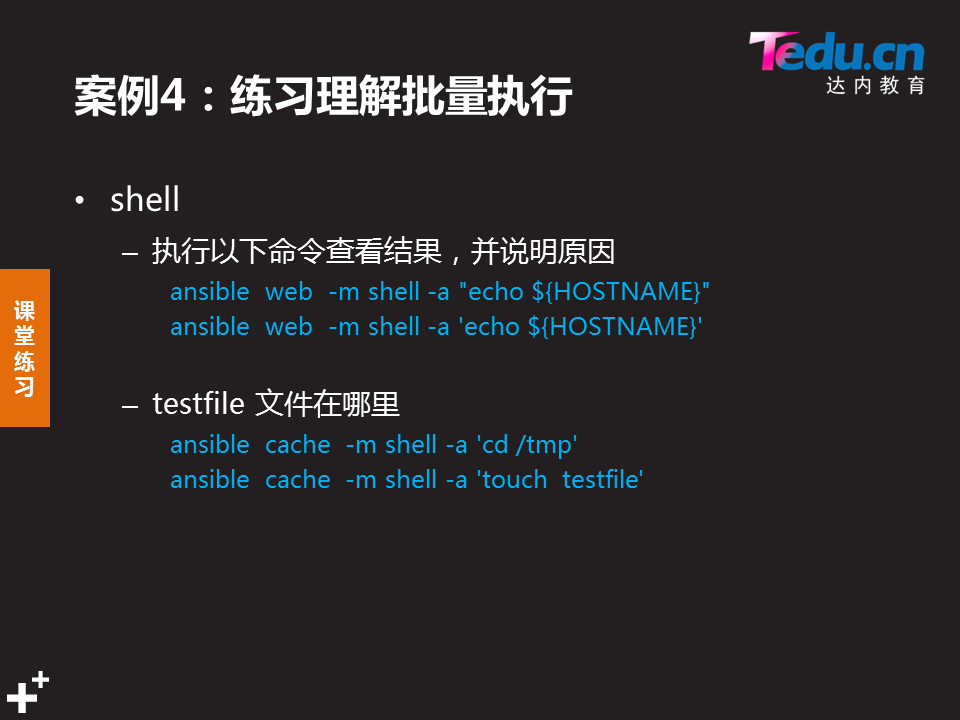 Tedu.cn
达内教育
案例4：练习理解批量执行
• shell
– 执行以下命令查看结果，并说明原因
ansible  web  -m shell -a "echo ${HOSTNAME}"
ansible  web  -m shell -a 'echo ${HOSTNAME}'
课堂练习
– testfile 文件在哪里
ansible  cache  -m shell -a 'cd /tmp'
ansible  cache  -m shell -a 'touch  testfile'